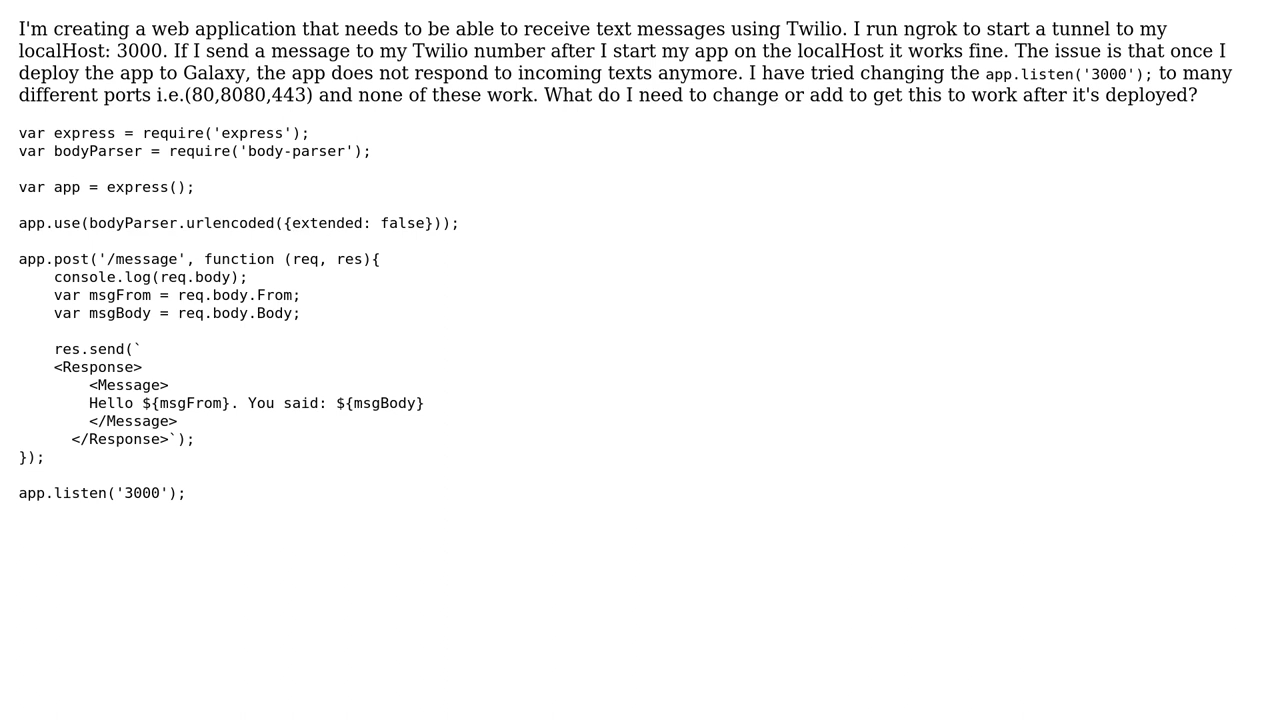 I'm creating a web application that needs to be able to receive text messages using Twilio. I run ngrok to start a tunnel to my
localHost: 3000. If I send a message to my Twilio number after I start my app on the localHost it works fine. The issue is that once I
deploy the app to Galaxy, the app does not respond to incoming texts anymore. I have tried changing the app.listen('3000'); to many
different ports i.e.(80,8080,443) and none of these work. What do I need to change or add to get this to work after it's deployed?
var express = require('express');
var bodyParser = require('body-parser');
var app = express();
app.use(bodyParser.urlencoded({extended: false}));
app.post('/message', function (req, res){
    console.log(req.body);
    var msgFrom = req.body.From;
    var msgBody = req.body.Body;
    res.send(`
    <Response>
        <Message>
        Hello ${msgFrom}. You said: ${msgBody}
        </Message>
      </Response>`);
});
app.listen('3000');